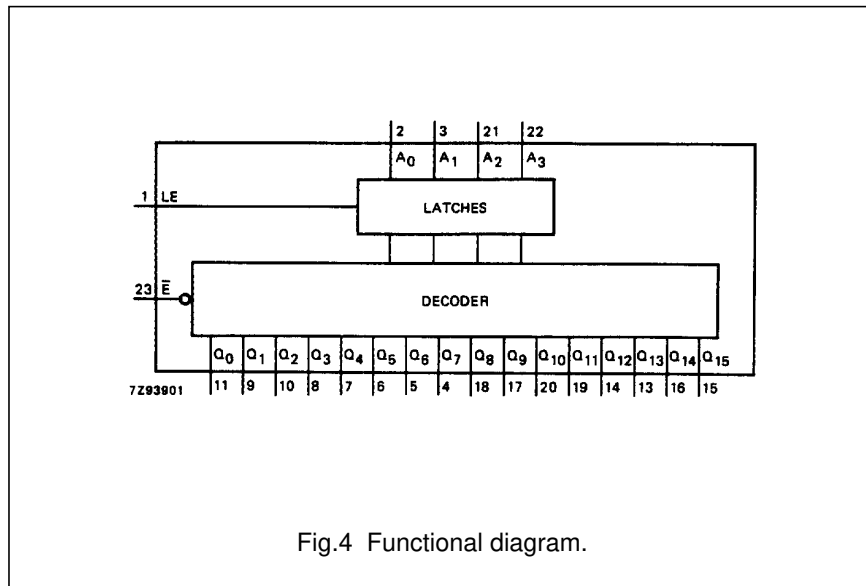 2 3 21 22
A0 A1 A2 A3
1 LE
LATCHES
23 E̅
DECODER
Q0 Q1 Q2 Q3 Q4 Q5 Q6 Q7 Q8 Q9 Q10 Q11 Q12 Q13 Q14 Q15
7Z93901 11 9 10 8 7 6 5 4 18 17 20 19 14 13 16 15
Fig.4 Functional diagram.